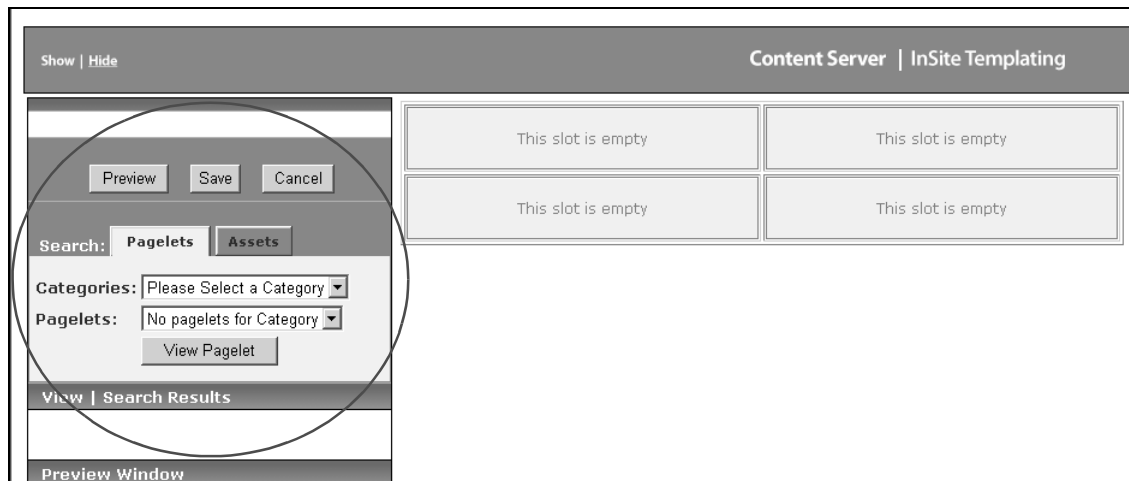 Show | Hide
Content Server | InSite Templating
Preview Save Cancel
Search: Pagelets Assets
Categories: Please Select a Category
Pagelets: No pagelets for Category
View Pagelet
View | Search Results
Preview Window
This slot is empty This slot is empty
This slot is empty This slot is empty